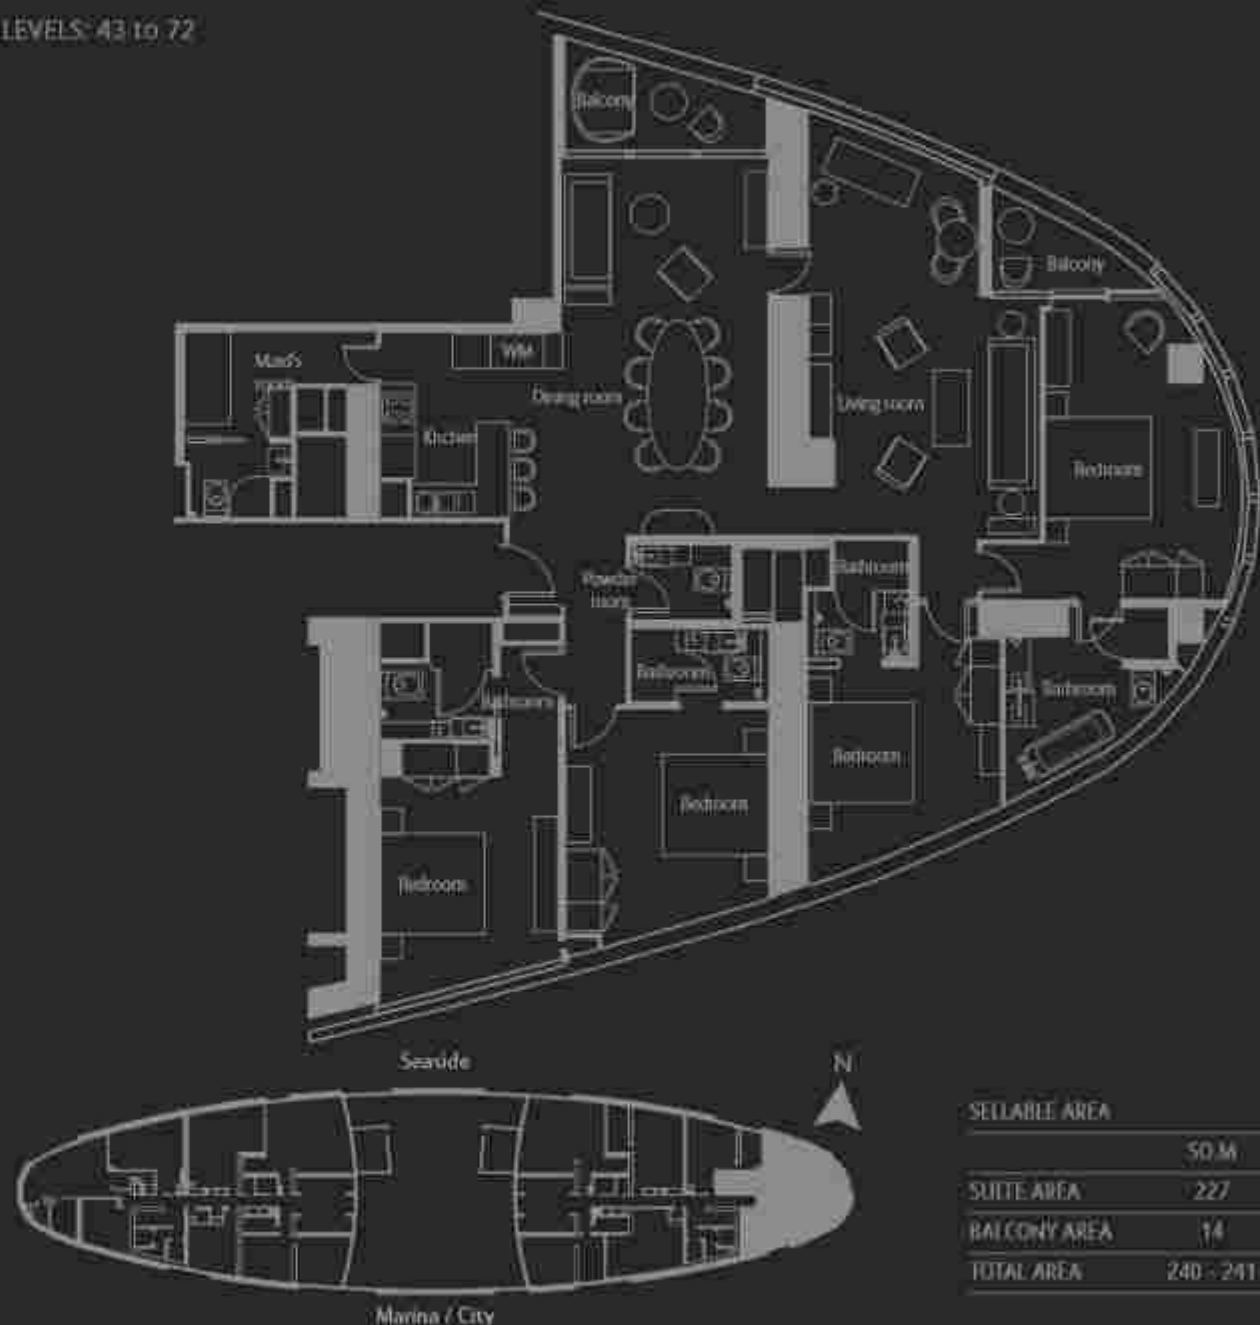 LEVELS: 43 to 72
Balcony
Balcony
Maid's
WM
Dining room
Living room
Kitchen
Bedroom
Powder
room
Bathroom
Bathroom
Bathroom
Bathroom
Bedroom
Bedroom
Bedroom
Seaside
N
SELLABLE AREA
SQ.M
SUITE AREA 227
BALCONY AREA 14
TOTAL AREA 240 - 241
Marina / City